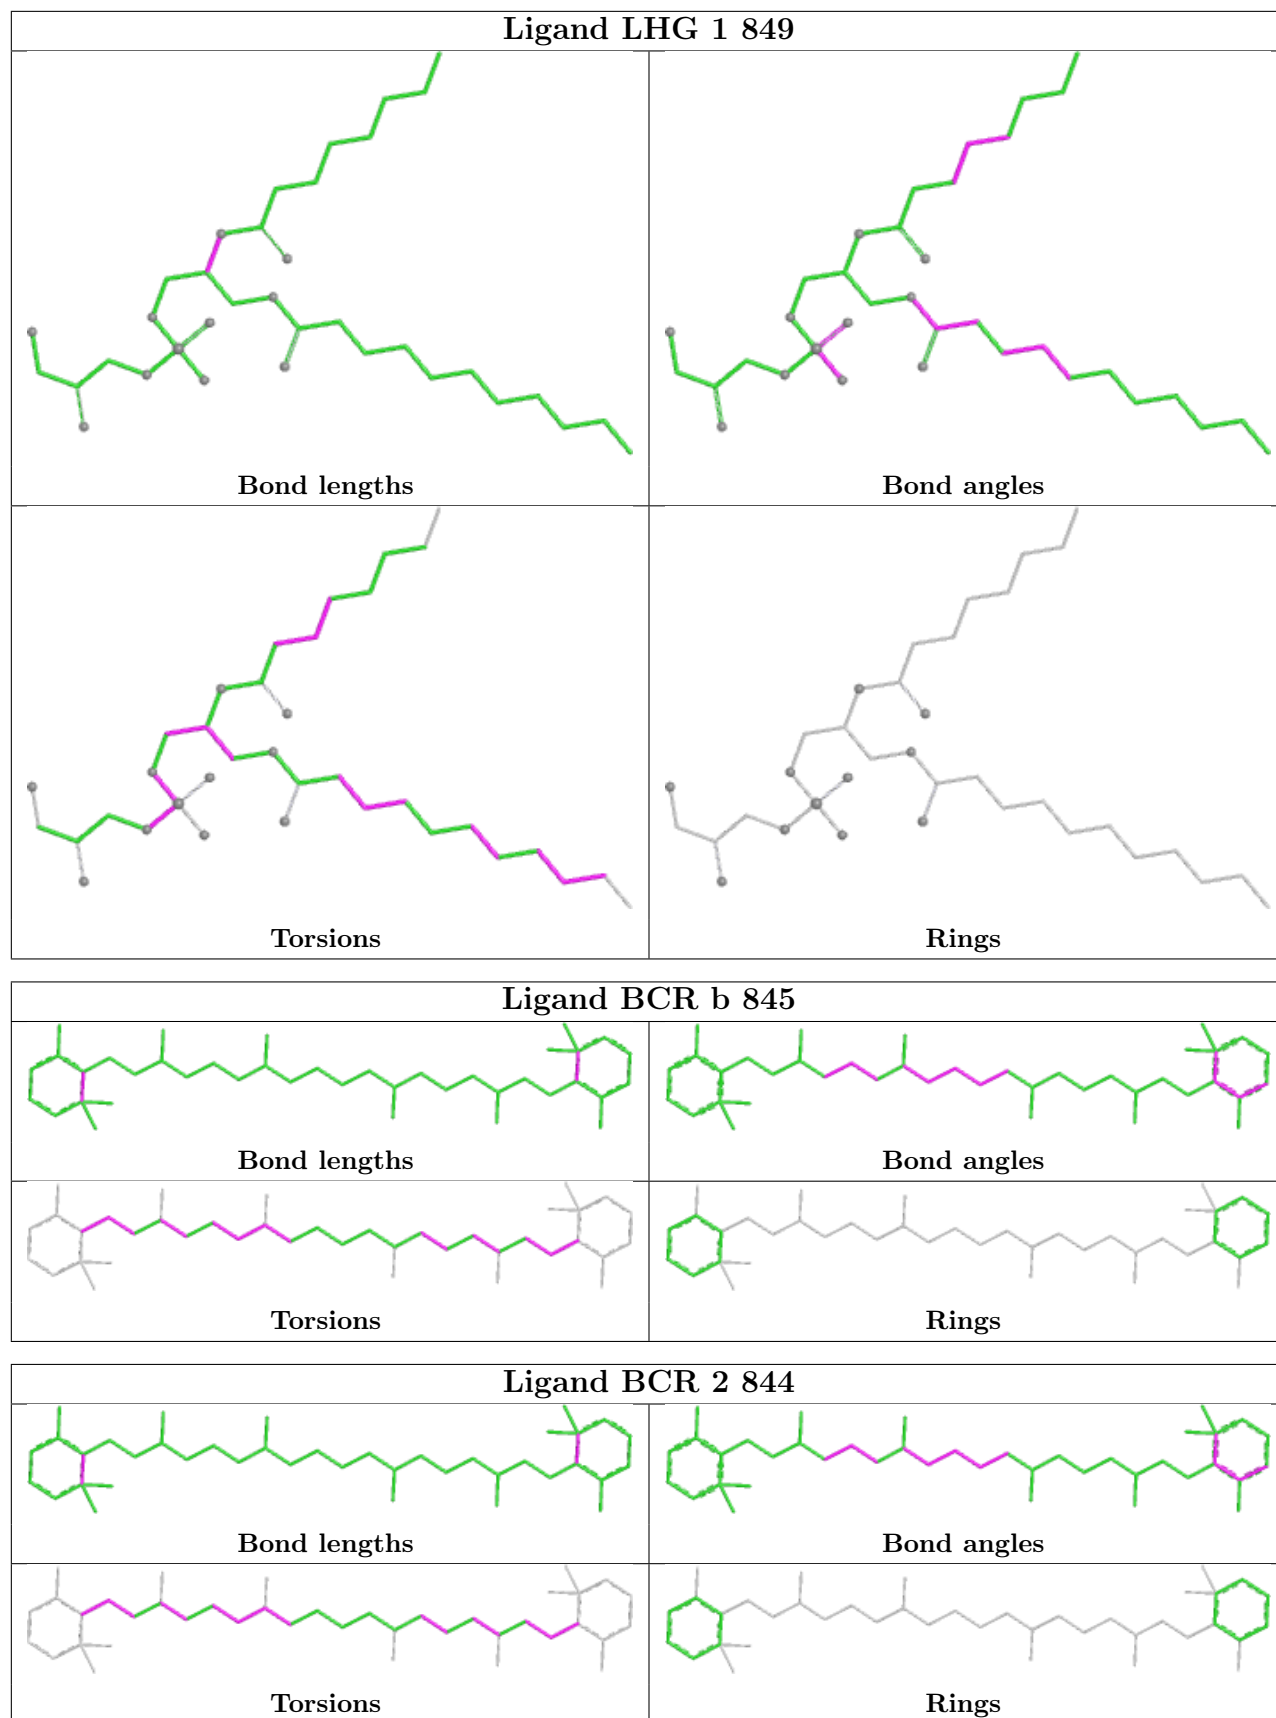 Ligand LHG 1 849
Bond lengths
Bond angles
Torsions
Rings
Ligand BCR b 845
Bond lengths
Bond angles
Torsions
Rings
Ligand BCR 2 844
Bond lengths
Bond angles
Torsions
Rings